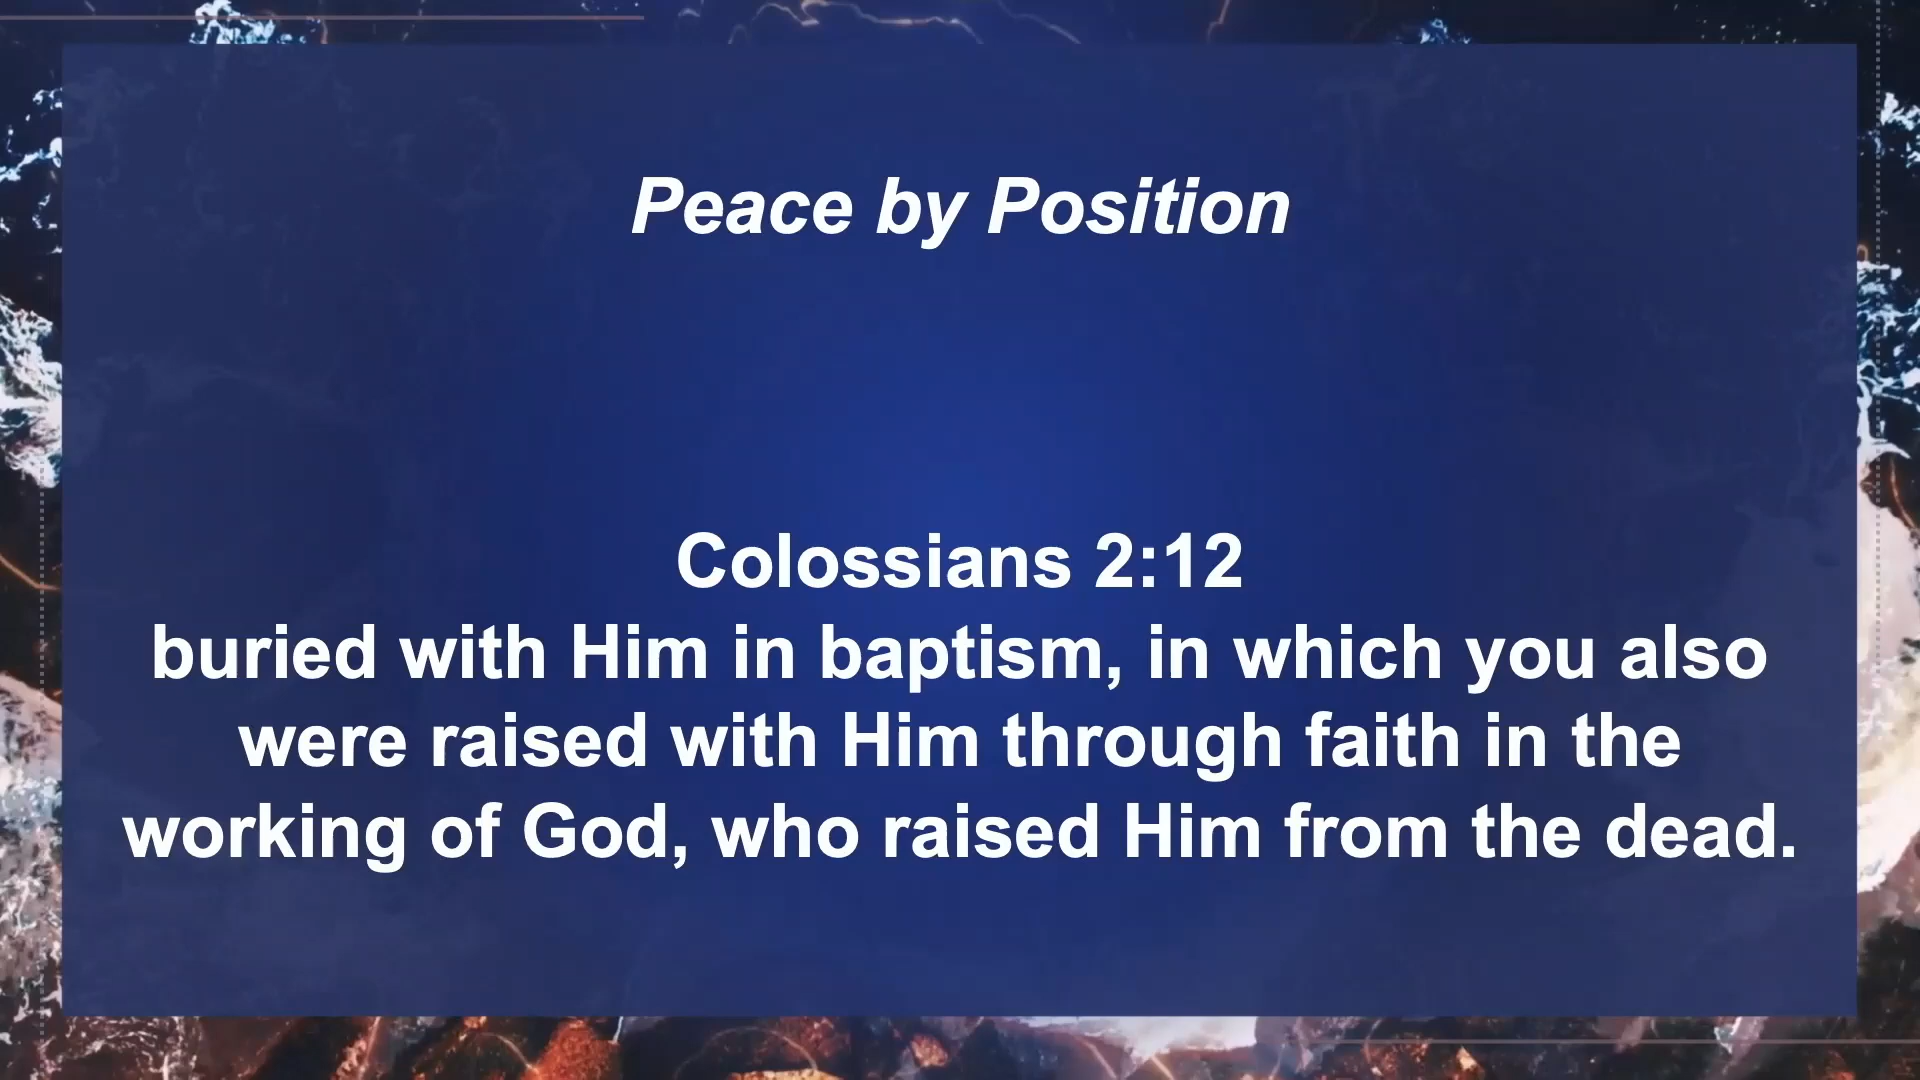 Peace by Position
Colossians 2:12
buried with Him in baptism, in which you also
were raised with Him through faith in the
working of God, who raised Him from the dead.